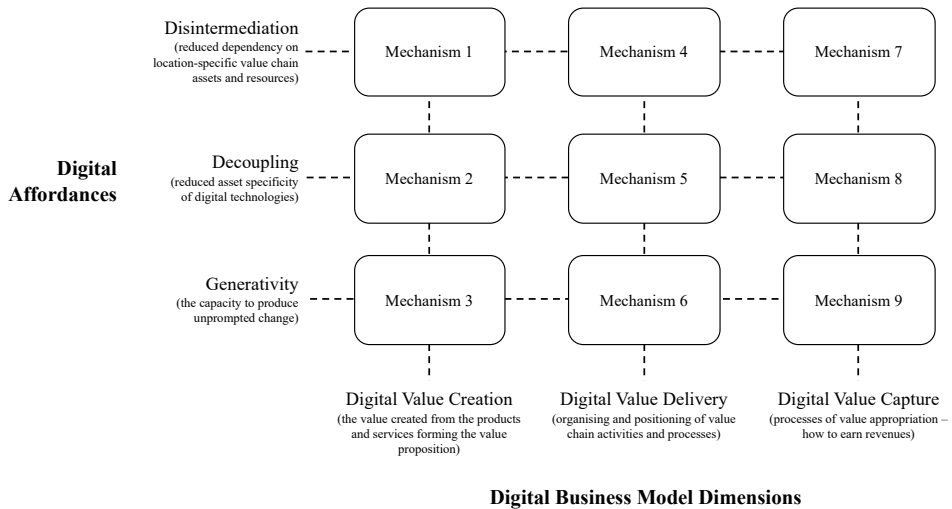 Disintermediation
(reduced dependency on
location-specific value chain
assets and resources)
Mechanism 1
Mechanism 4
Mechanism 7
Digital
Affordances
Decoupling
(reduced asset specificity
of digital technologies)
Mechanism 2
Mechanism 5
Mechanism 8
Generativity
(the capacity to produce
unprompted change)
Mechanism 3
Mechanism 6
Mechanism 9
Digital Value Creation
(the value created from the products
and services forming the value
proposition)
Digital Value Delivery
(organising and positioning of value
chain activities and processes)
Digital Value Capture
(processes of value appropriation –
how to earn revenues)
Digital Business Model Dimensions